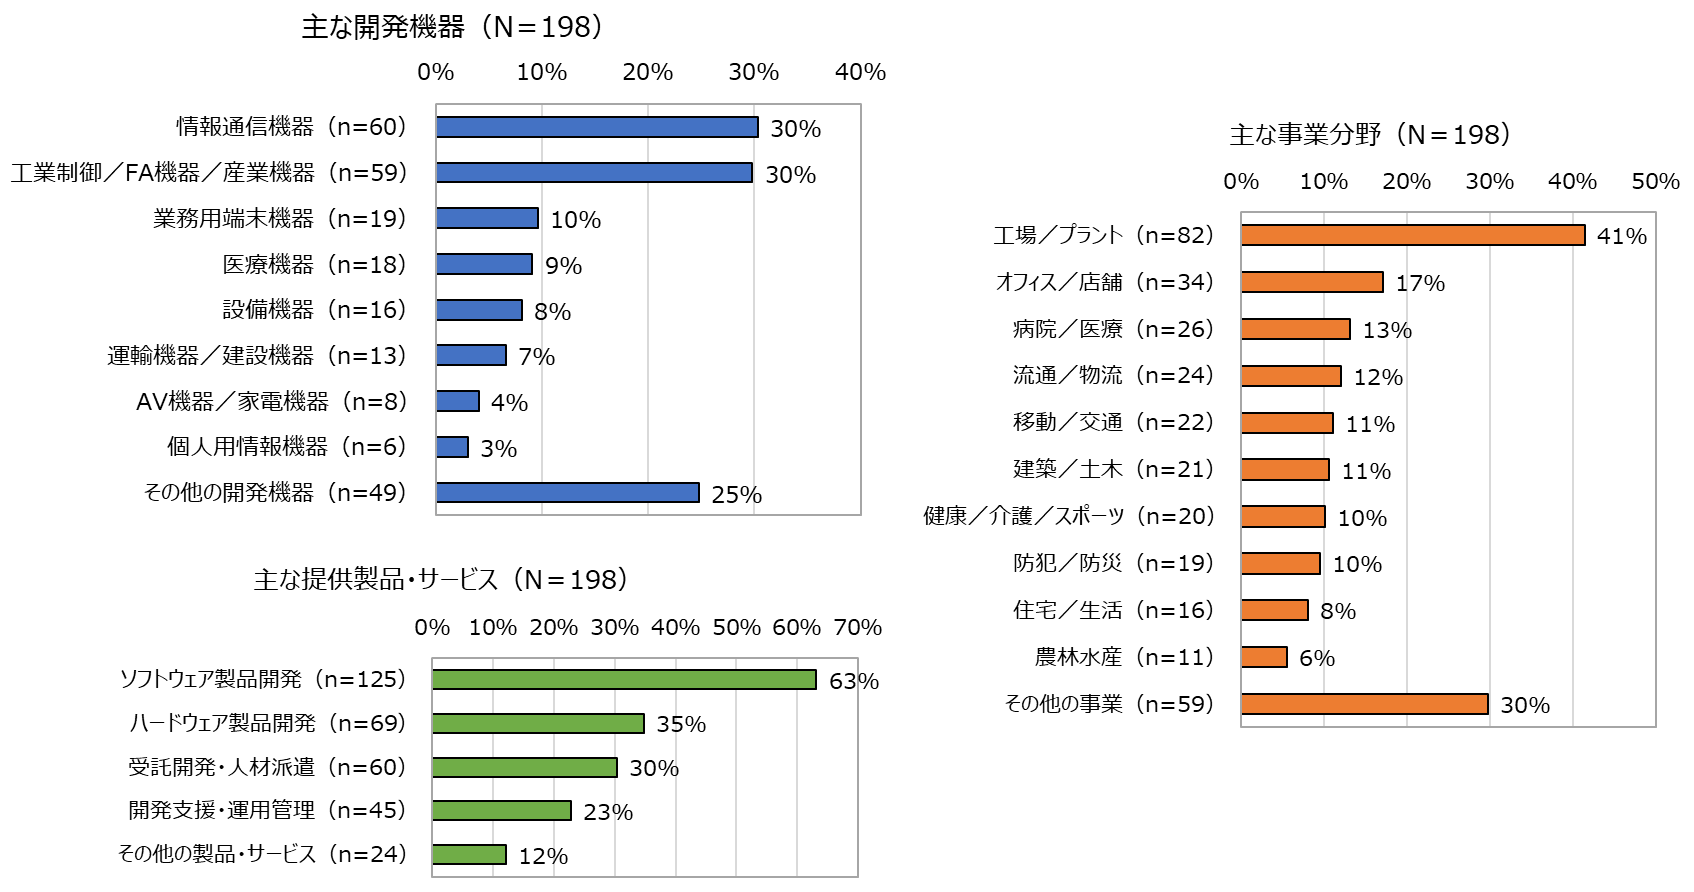 主な開発機器（N＝198）
0% 10% 20% 30% 40%
情報通信機器（n=60） 30%
工業制御／FA機器／産業機器（n=59） 30%
業務用端末機器（n=19） 10%
医療機器（n=18） 9%
設備機器（n=16） 8%
運輸機器／建設機器（n=13） 7%
AV機器／家電機器（n=8） 4%
個人用情報機器（n=6） 3%
その他の開発機器（n=49） 25%
主な提供製品・サービス（N＝198）
0% 10% 20% 30% 40% 50% 60% 70%
ソフトウェア製品開発（n=125） 63%
ハードウェア製品開発（n=69） 35%
受託開発・人材派遣（n=60） 30%
開発支援・運用管理（n=45） 23%
その他の製品・サービス（n=24） 12%
主な事業分野（N＝198）
0% 10% 20% 30% 40% 50%
工場／プラント（n=82） 41%
オフィス／店舗（n=34） 17%
病院／医療（n=26） 13%
流通／物流（n=24） 12%
移動／交通（n=22） 11%
建築／土木（n=21） 11%
健康／介護／スポーツ（n=20） 10%
防犯／防災（n=19） 10%
住宅／生活（n=16） 8%
農林水産（n=11） 6%
その他の事業（n=59） 30%